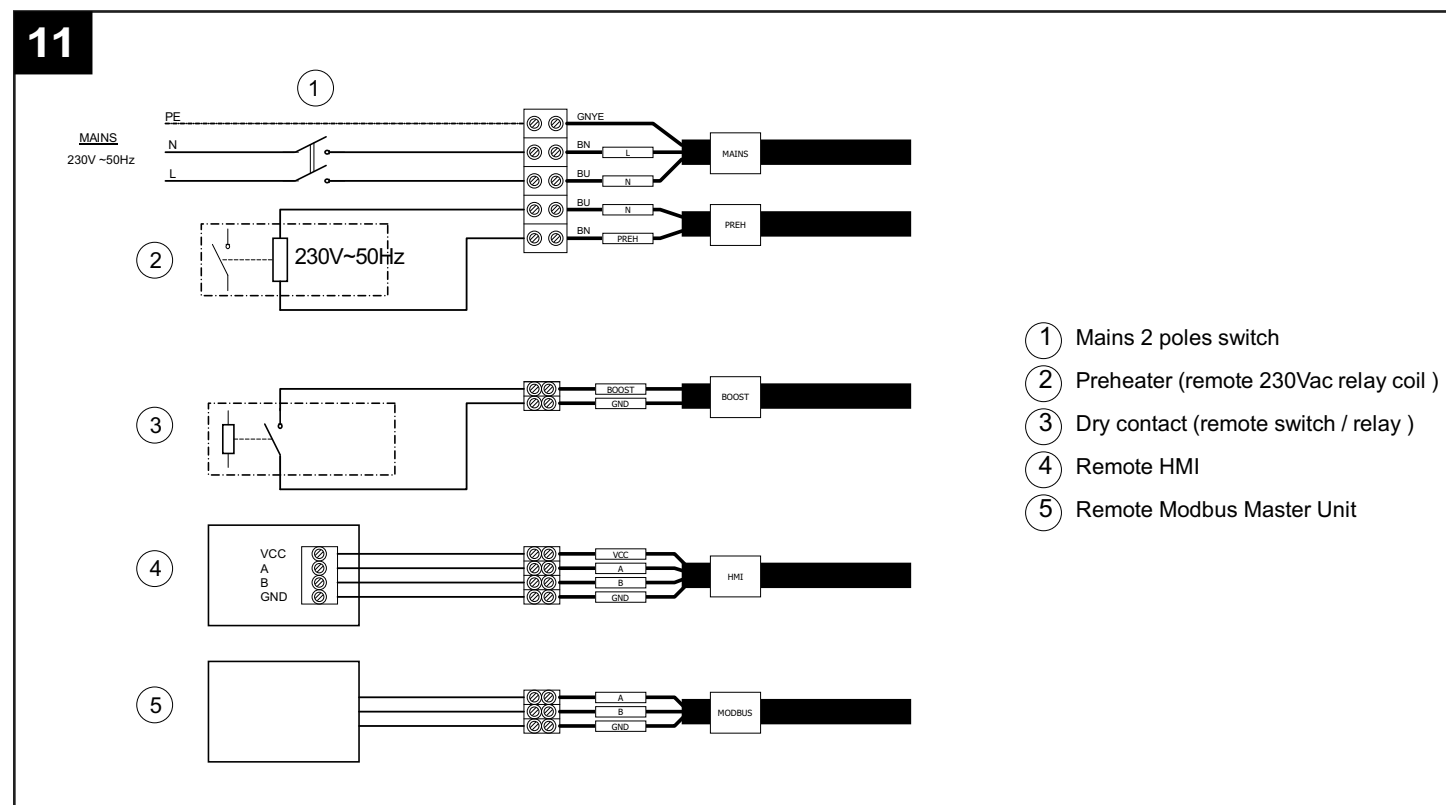 11
1
PE
GNYE
MAINS
230V ~50Hz
N
BN
L
MAINS
L
BU
N
BU
N
PREH
2
230V~50Hz
BN
PREH
1 Mains 2 poles switch
2 Preheater (remote 230Vac relay coil )
3 Dry contact (remote switch / relay )
4 Remote HMI
5 Remote Modbus Master Unit
3
BOOST
GND
BOOST
4
VCC
A
B
GND
VCC
A
B
GND
HMI
5
A
B
GND
MODBUS